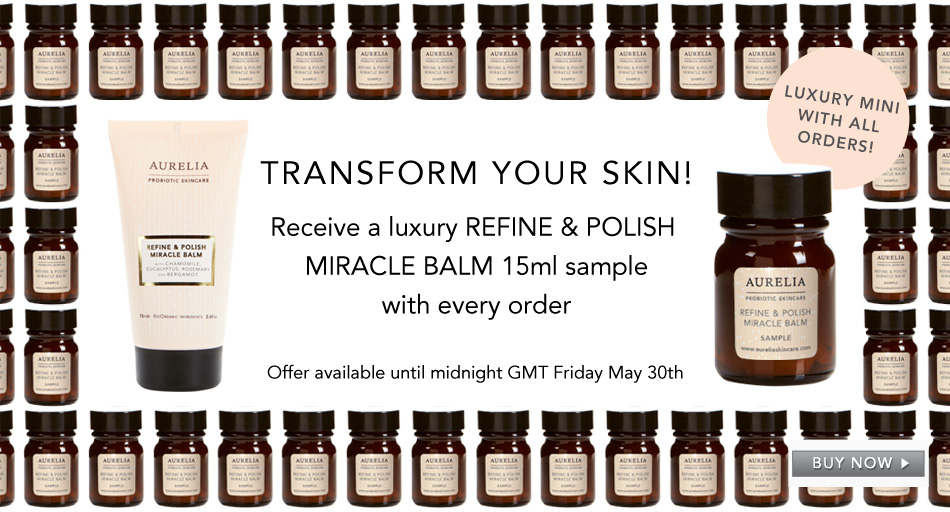 LUXURY MINI
WITH ALL
ORDERS!
AURELIA
PROBIOTIC SKINCARE
REFINE & POLISH
MIRACLE BALM
WITH CHAMOMILE,
EUCALYPTUS, ROSEMARY
AND BERGAMOT
TRANSFORM YOUR SKIN!
Receive a luxury REFINE & POLISH
MIRACLE BALM 15ml sample
with every order
Offer available until midnight GMT Friday May 30th
AURELIA
PROBIOTIC SKINCARE
REFINE & POLISH
MIRACLE BALM
SAMPLE
www.aureliaskincare.com
BUY NOW